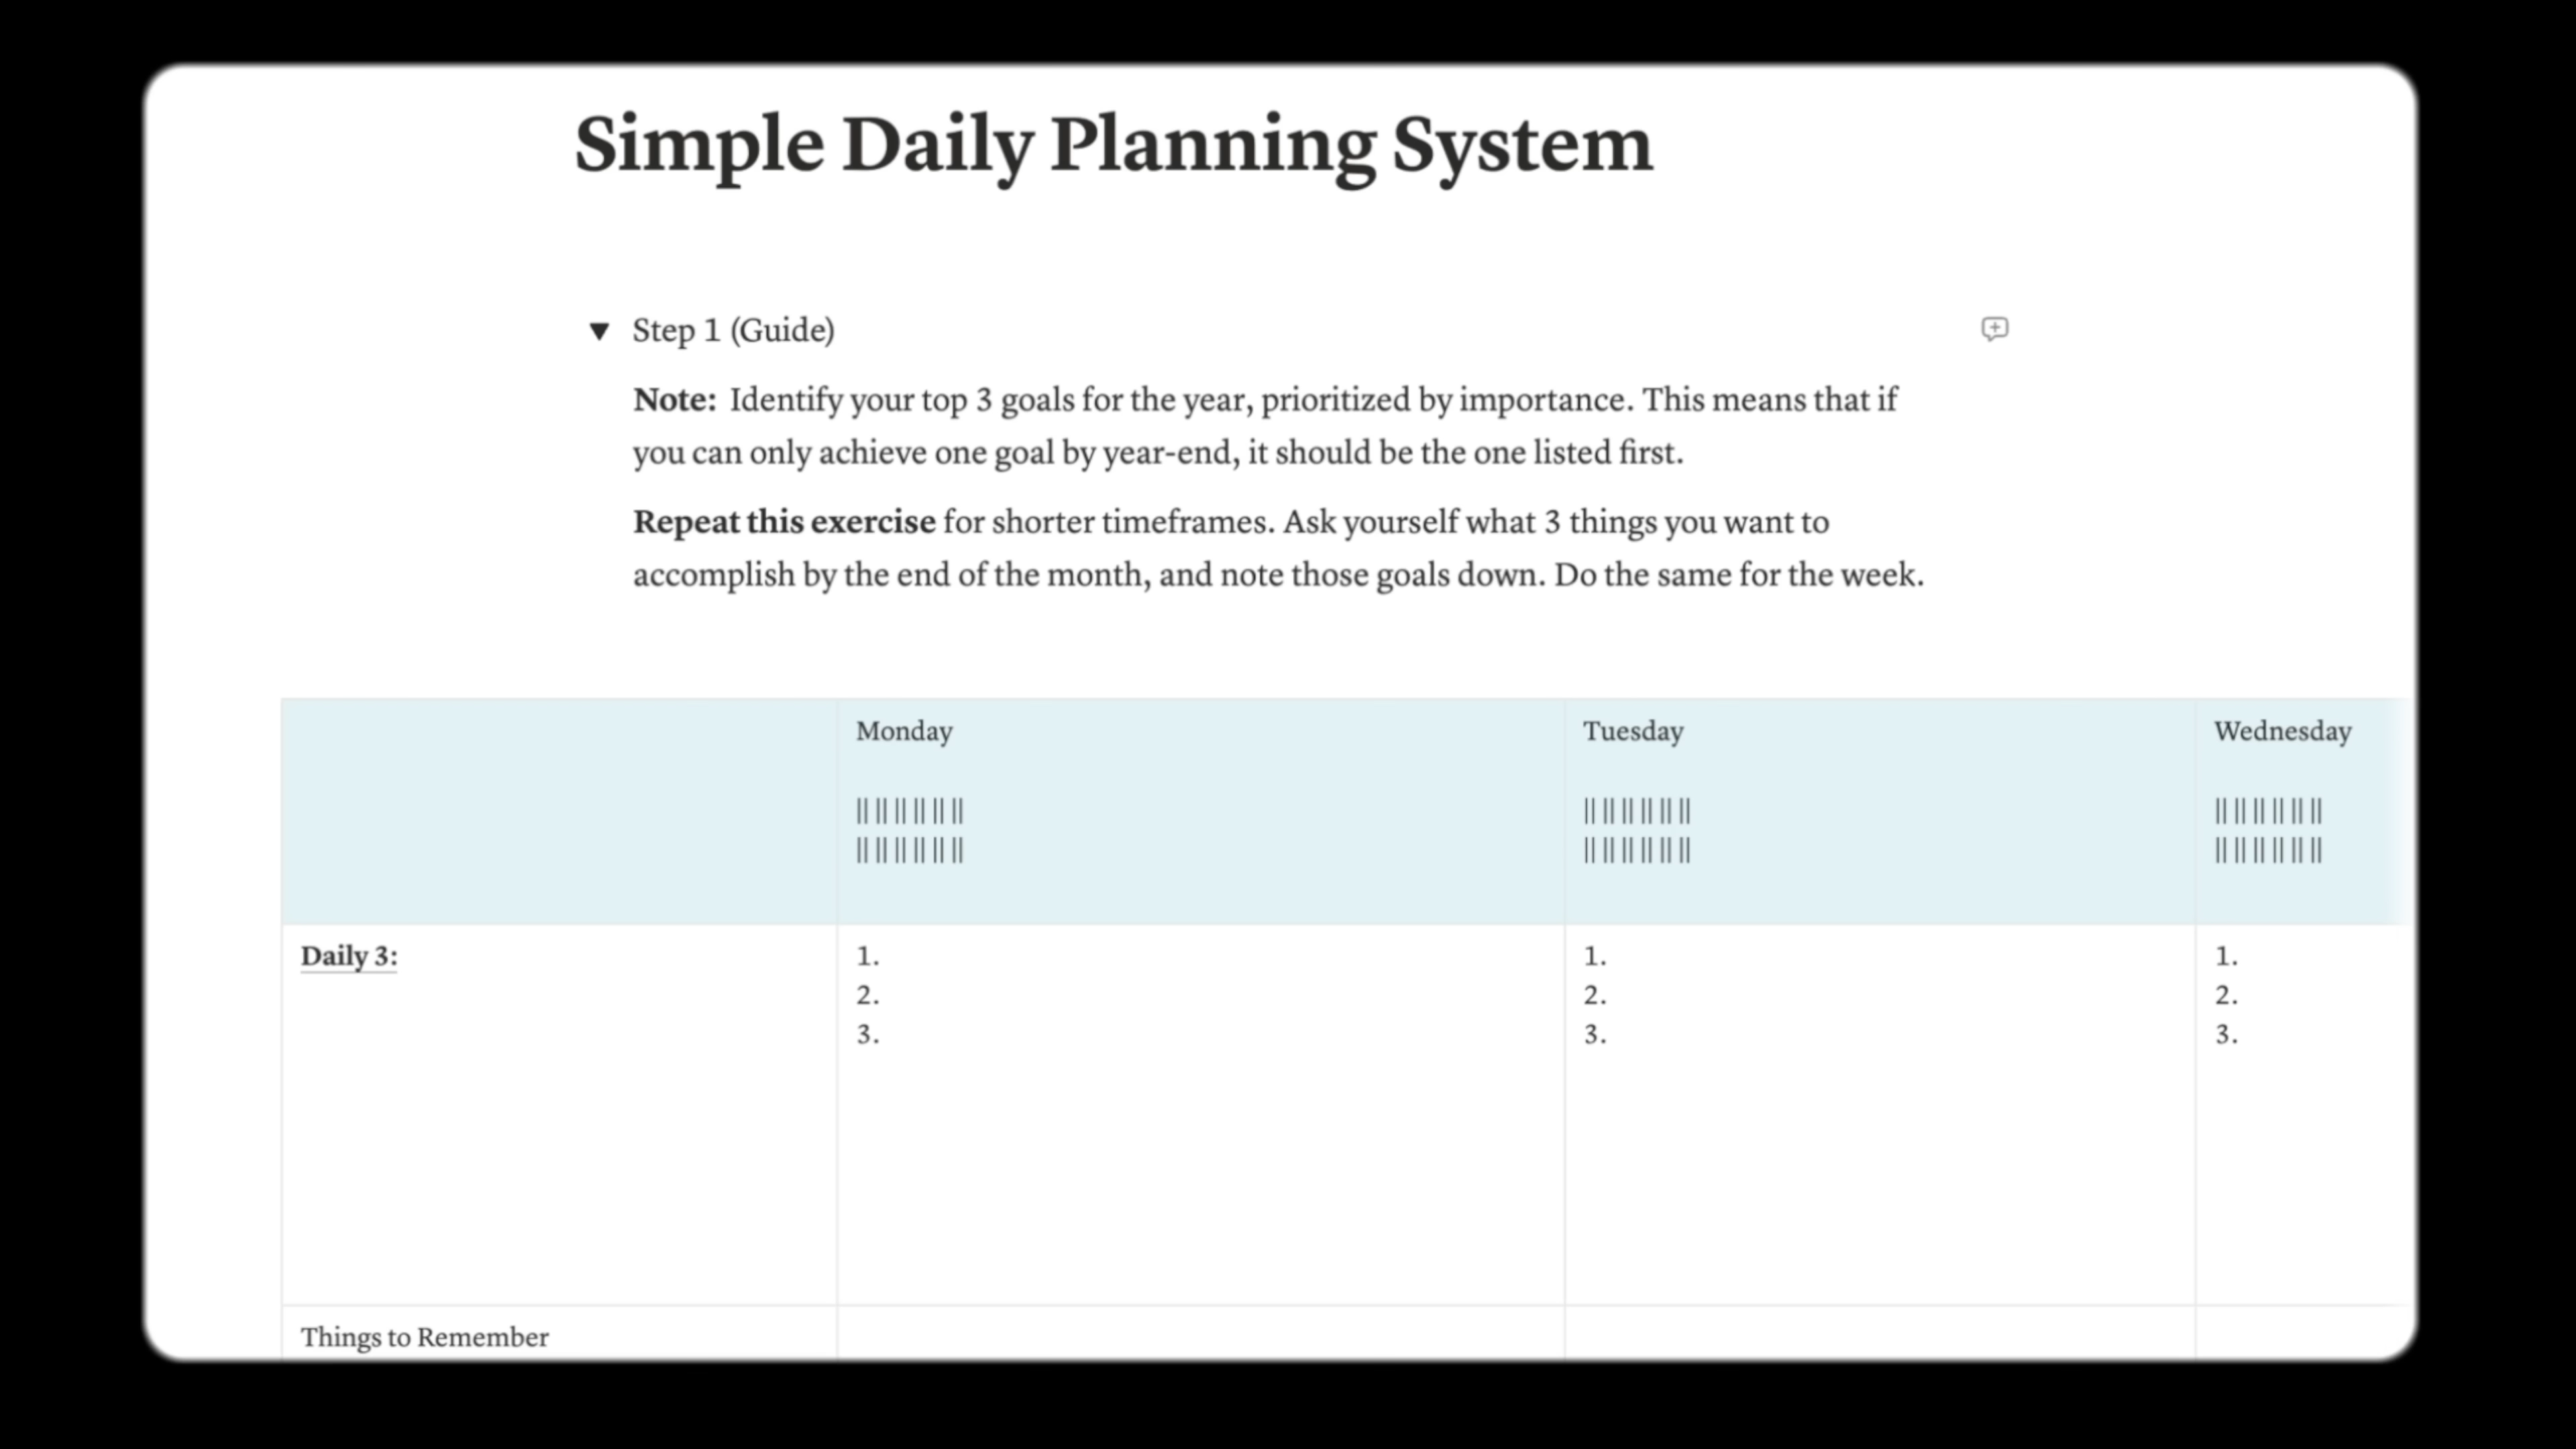 Simple Daily Planning System
Step 1 (Guide)
Note: Identify your top 3 goals for the year, prioritized by importance. This means that if
you can only achieve one goal by year-end, it should be the one listed first.
Repeat this exercise for shorter timeframes. Ask yourself what 3 things you want to
accomplish by the end of the month, and note those goals down. Do the same for the week.
Monday Tuesday Wednesday
|| || || || || || || || || || || || || || || || || ||
|| || || || || || || || || || || || || || || || || ||
Daily 3: 1. 1. 1.
2. 2. 2.
3. 3. 3.
Things to Remember